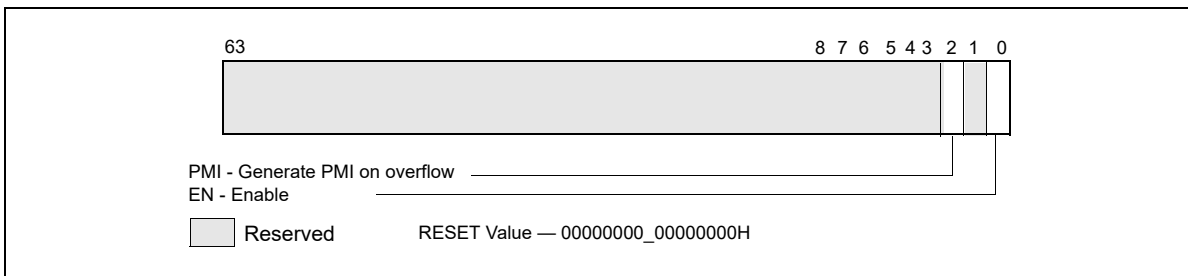 63 8 7 6 5 4 3 2 1 0
PMI - Generate PMI on overflow
EN - Enable
Reserved RESET Value — 00000000_00000000H